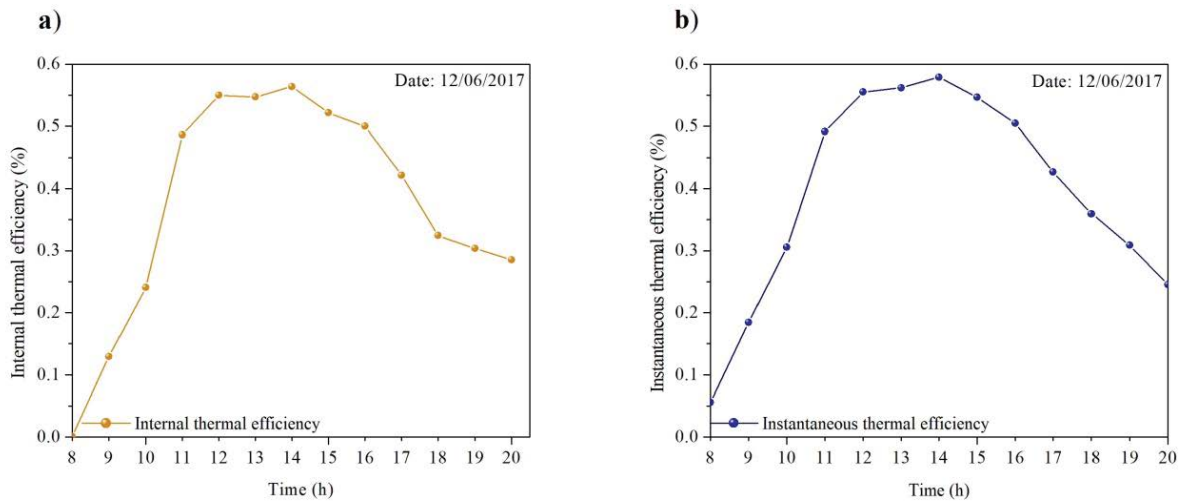 a)
Date: 12/06/2017
Internal thermal efficiency (%)
0.6
0.5
0.4
0.3
0.2
0.1
0.0
Internal thermal efficiency
8 9 10 11 12 13 14 15 16 17 18 19 20
Time (h)
b)
Date: 12/06/2017
Instantaneous thermal efficiency (%)
0.6
0.5
0.4
0.3
0.2
0.1
0.0
Instantaneous thermal efficiency
8 9 10 11 12 13 14 15 16 17 18 19 20
Time (h)